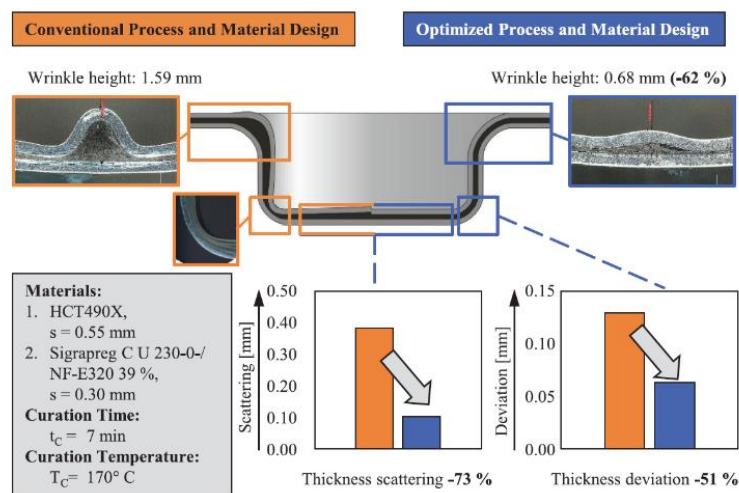 Conventional Process and Material Design
Optimized Process and Material Design
Wrinkle height: 1.59 mm
Wrinkle height: 0.68 mm (-62 %)
Materials:
1. HCT490X,
s = 0.55 mm
2. Sigrapreg C U 230-0-/
NF-E320 39 %,
s = 0.30 mm
Curation Time:
t_C = 7 min
Curation Temperature:
T_C= 170° C
Scattering [mm]
0.50
0.40
0.30
0.20
0.10
0.00
Thickness scattering -73 %
Deviation [mm]
0.15
0.10
0.05
0.00
Thickness deviation -51 %